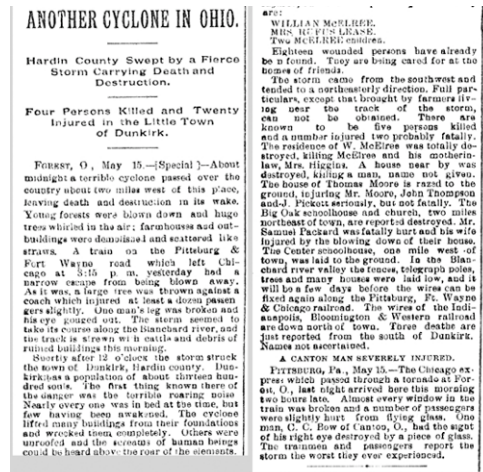 ANOTHER CYCLONE IN OHIO.
Hardin County Swept by a Fierce
Storm Carrying Death and
Destruction.
Four Persons Killed and Twenty
Injured in the Little Town
of Dunkirk.
FOREST, O, May 15.—[Special]—About
midnight a terrible cyclone passed over the
country about two miles west of this place,
leaving death and destruction in its wake.
Young forests were blown down and huge
trees whirled in the air; farmhouses and out-
buildings were demolished and scattered like
straws. A train on the Pittsburg &
Fort Wayne road which left Chi-
cago at 3:15 p. m. yesterday had a
narrow escape from being blown away.
As it was, a large tree was thrown against a
coach which injured at least a dozen passen
gers slightly. One man's leg was broken and
his eye gouged out. The storm seemed to
take its course along the Blanchard river, and
the track is strewn with cattle and debris of
ruined buildings this morning.
Shortly after 12 o'clock the storm struck
the town of Dunkirk, Hardin county. Dun-
kirk has a population of about thirteen hun-
dred souls. The first thing known there of
the danger was the terrible roaring noise
Nearly every one was in bed at the time, but
few having been awakened. The cyclone
lifted many buildings from their foundations
and wrecked them completely. Others were
unroofed and the screams of human beings
could be heard above the roar of the elements.
are:
WILLIAN McELREE.
MRS. RUFUS LEASE.
Two McELREE children.
Eighteen wounded persons have already
been found. They are being cared for at the
homes of friends.
The storm came from the southwest and
tended to a northeasterly direction. Full par-
ticulars, except that brought by farmers liv-
ing near the track of the storm,
can not be obtained. There are
known to be five persons killed
and a number injured two probably fatally.
The residence of W. McElree was totally de-
stroyed, killing McElree and his mother-in-
law, Mrs. Higgins. A house near by was
destroyed, killing a man, name not given.
The house of Thomas Moore is razed to the
ground, injuring Mr. Moore, John Thompson
and J. Pickott seriously, but not fatally. The
Big Oak schoolhouse and church, two miles
northeast of town, are reported destroyed. Mr.
Samuel Packard was fatally hurt and his wife
injured by the blowing down of their house.
The Center schoolhouse, one mile west of
town, was laid to the ground. In the Blan-
chard river valley the fences, telegraph poles,
trees and many houses were laid low, and it
will be a few days before the wires can be
fixed again along the Pittsburg, Ft. Wayne
& Chicago railroad. The wires of the Indi-
anapolis, Bloomington & Western railroad
are down north of town. Three deaths are
just reported from the south of Dunkirk.
Names not ascertained.
A CANTON MAN SEVERELY INJURED.
PITTSBURG, Pa., May 15.—The Chicago ex-
press which passed through a tornado at For-
est, O., last night arrived here this morning
two hours late. Almost every window in the
train was broken and a number of passengers
were slightly hurt from flying glass. One
man, C. C. Bow of Canton, O., had the sight
of his right eye destroyed by a piece of glass.
The trainmen and passengers report the
storm the worst they ever experienced.